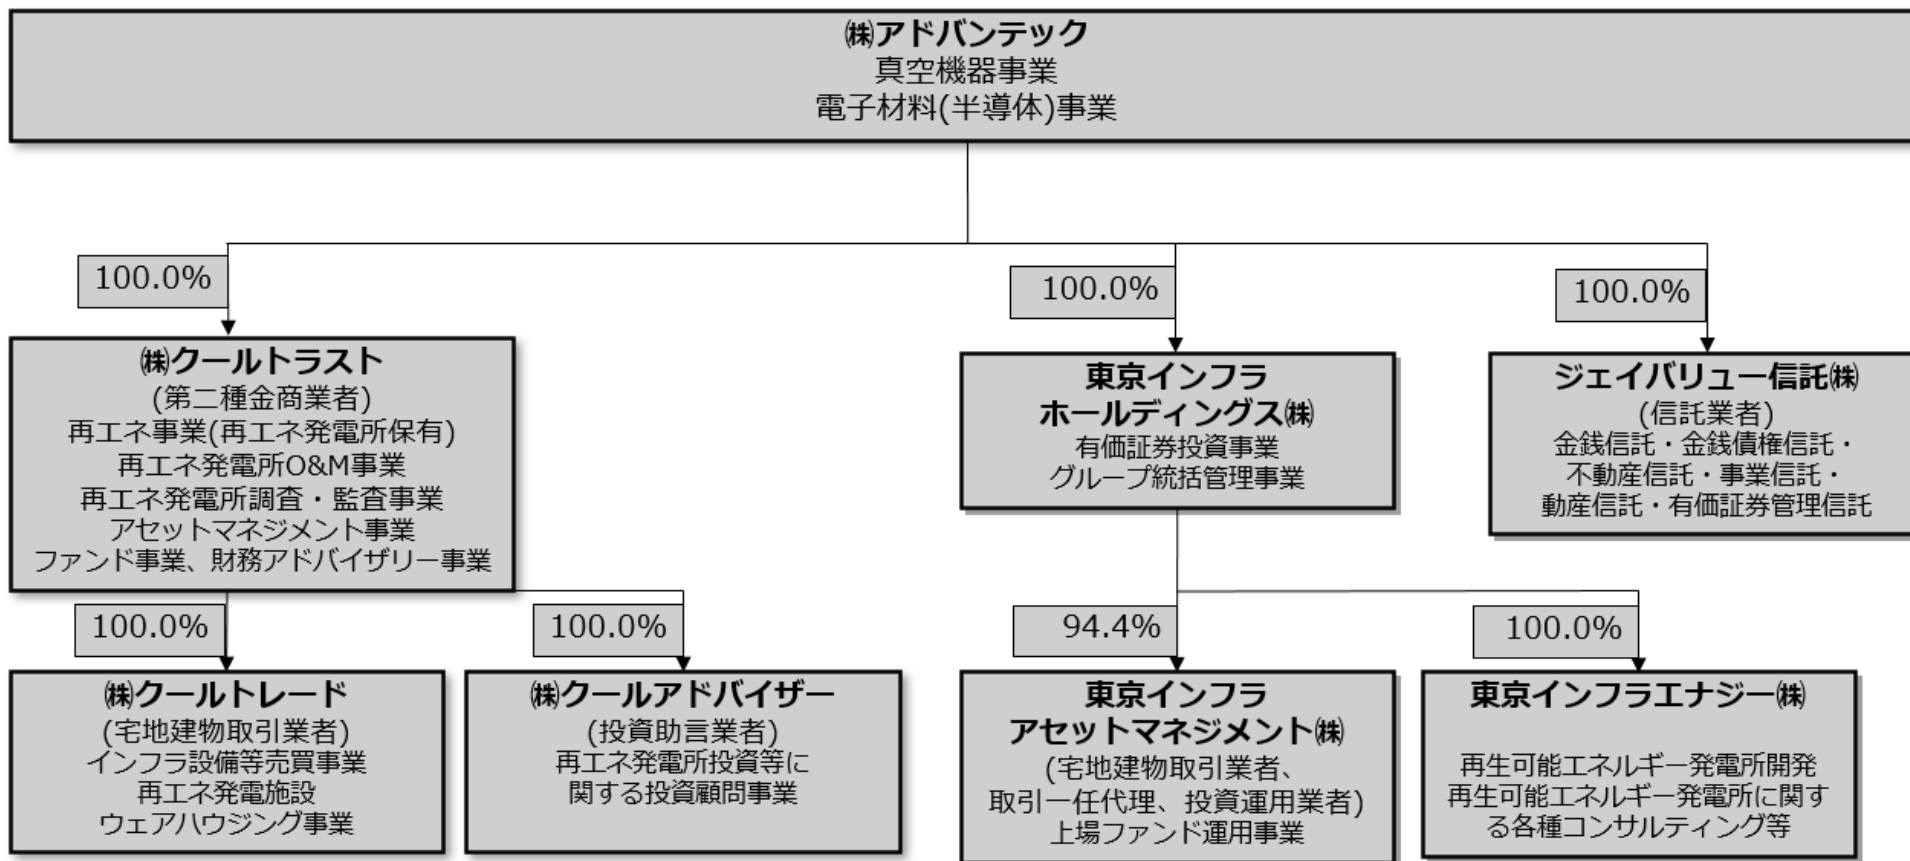 ㈱アドバンテック
真空機器事業
電子材料(半導体)事業
100.0%
100.0%
100.0%
㈱クールトラスト
(第二種金商業者)
再エネ事業(再エネ発電所保有)
再エネ発電所O&M事業
再エネ発電所調査・監査事業
アセットマネジメント事業
ファンド事業、財務アドバイザリー事業
東京インフラ
ホールディングス㈱
有価証券投資事業
グループ統括管理事業
ジェイバリュー信託㈱
(信託業者)
金銭信託・金銭債権信託・
不動産信託・事業信託・
動産信託・有価証券管理信託
100.0%
100.0%
94.4%
100.0%
㈱クールトレード
(宅地建物取引業者)
インフラ設備等売買事業
再エネ発電施設
ウェアハウジング事業
㈱クールアドバイザー
(投資助言業者)
再エネ発電所投資等に
関する投資顧問事業
東京インフラ
アセットマネジメント㈱
(宅地建物取引業者、
取引一任代理、投資運用業者)
上場ファンド運用事業
東京インフラエナジー㈱
再生可能エネルギー発電所開発
再生可能エネルギー発電所に関す
る各種コンサルティング等